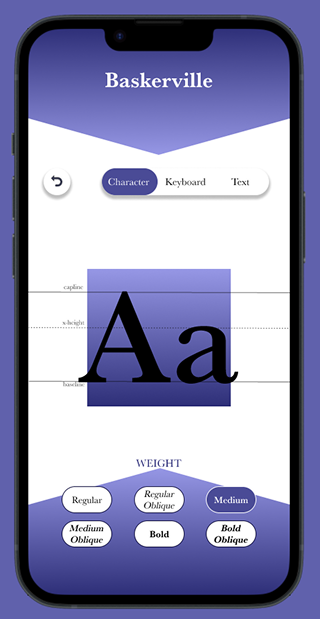 Baskerville
Character Keyboard Text
capline
x-height
Aa
baseline
WEIGHT
Regular
Regular
Oblique
Medium
Medium
Oblique
Bold
Bold
Oblique